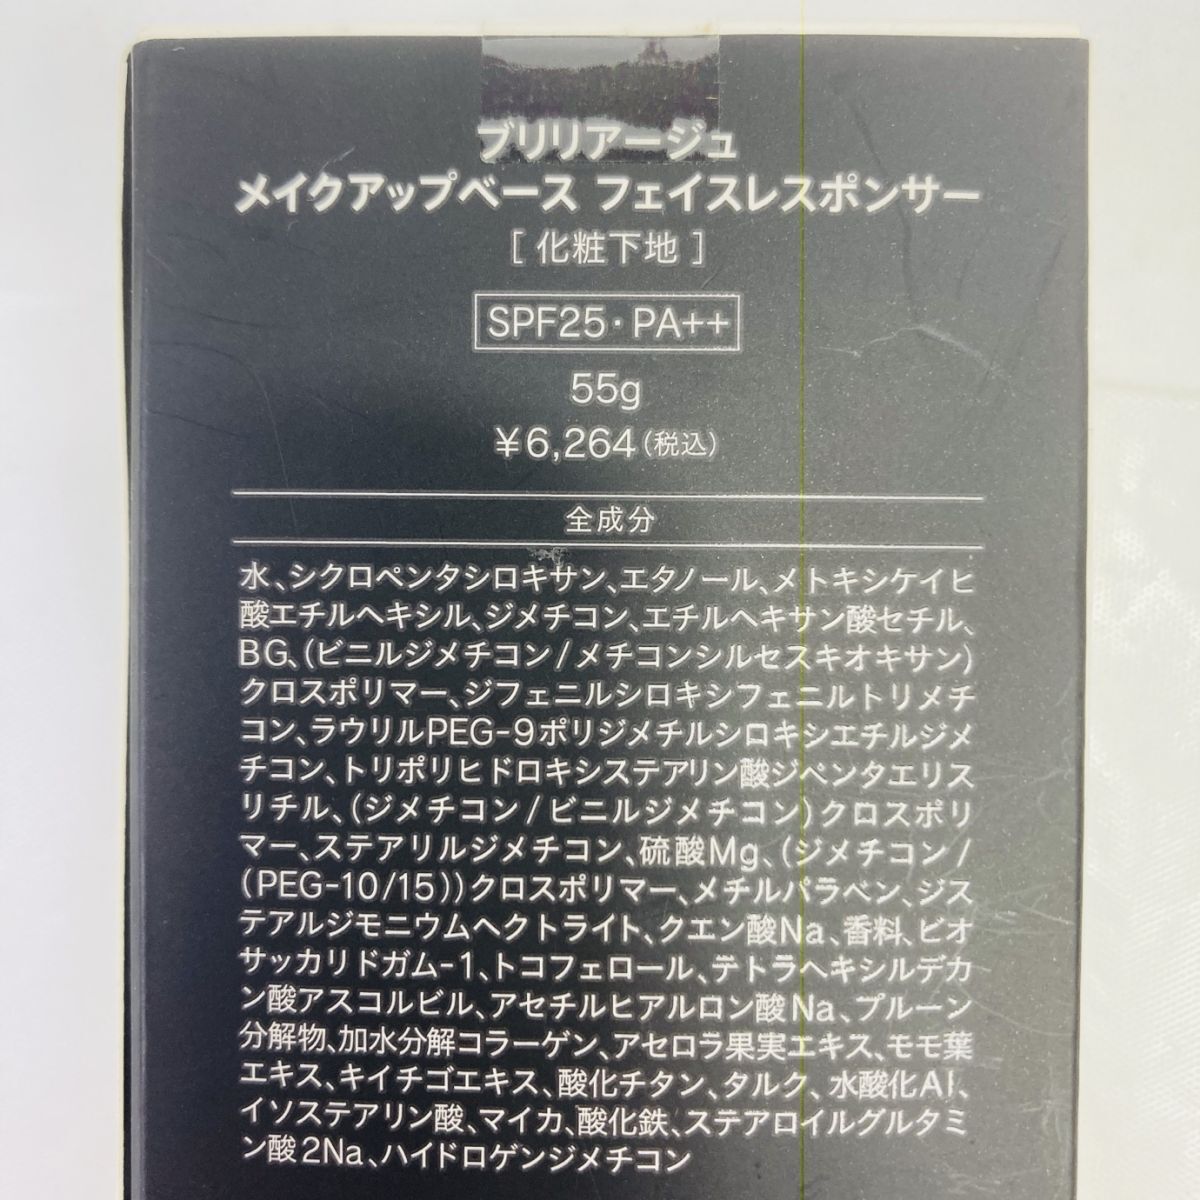 ブリリアージュ
メイクアップベース フェイスレスポンサー
[ 化粧下地 ]
SPF25・PA++
55g
¥6,264(税込)
全成分
水、シクロペンタシロキサン、エタノール、メトキシケイヒ
酸エチルヘキシル、ジメチコン、エチルヘキサン酸セチル、
BG、(ビニルジメチコン/メチコンシルセスキオキサン)
クロスポリマー、ジフェニルシロキシフェニルトリメチ
コン、ラウリルPEG-9ポリジメチルシロキシエチルジメ
チコン、トリポリヒドロキシステアリン酸ジペンタエリス
リチル、(ジメチコン/ビニルジメチコン)クロスポリ
マー、ステアリルジメチコン、硫酸Mg、(ジメチコン/
(PEG-10/15))クロスポリマー、メチルパラベン、ジス
テアルジモニウムヘクトライト、クエン酸Na、香料、ビオ
サッカリドガム-1、トコフェロール、テトラヘキシルデカ
ン酸アスコルビル、アセチルヒアルロン酸Na、プルーン
分解物、加水分解コラーゲン、アセロラ果実エキス、モモ葉
エキス、キイチゴエキス、酸化チタン、タルク、水酸化Al、
イソステアリン酸、マイカ、酸化鉄、ステアロイルグルタミ
ン酸2Na、ハイドロゲンジメチコン